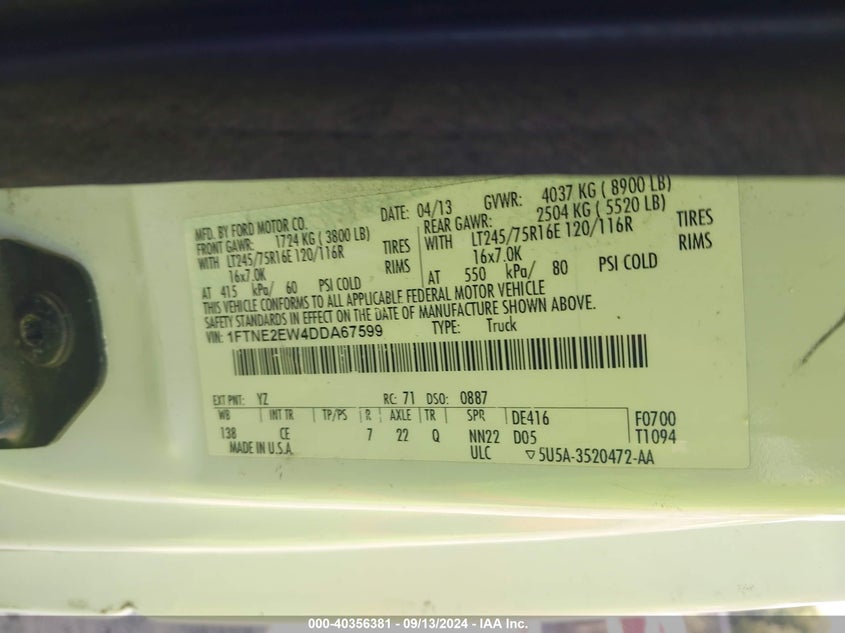 MFD. BY FORD MOTOR CO.
DATE: 04/13 GVWR: 4037 KG ( 8900 LB)
FRONT GAWR: 1724 KG ( 3800 LB) REAR GAWR: 2504 KG ( 5520 LB)
WITH LT245/75R16E 120/116R TIRES WITH LT245/75R16E 120/116R TIRES
16x7.0K RIMS 16x7.0K RIMS
AT 415 kPa/ 60 PSI COLD AT 550 kPa/ 80 PSI COLD
THIS VEHICLE CONFORMS TO ALL APPLICABLE FEDERAL MOTOR VEHICLE
SAFETY STANDARDS IN EFFECT ON THE DATE OF MANUFACTURE SHOWN ABOVE.
VIN: 1FTNE2EW4DDA67599 TYPE: Truck
EXT PNT: YZ RC: 71 DSO: 0887
WB INT TR TP/PS R AXLE TR SPR DE416 F0700
138 CE 7 22 Q NN22 D05 T1094
MADE IN U.S.A. ULC ▽5U5A-3520472-AA
000-40356381 - 09/13/2024 - IAA Inc.